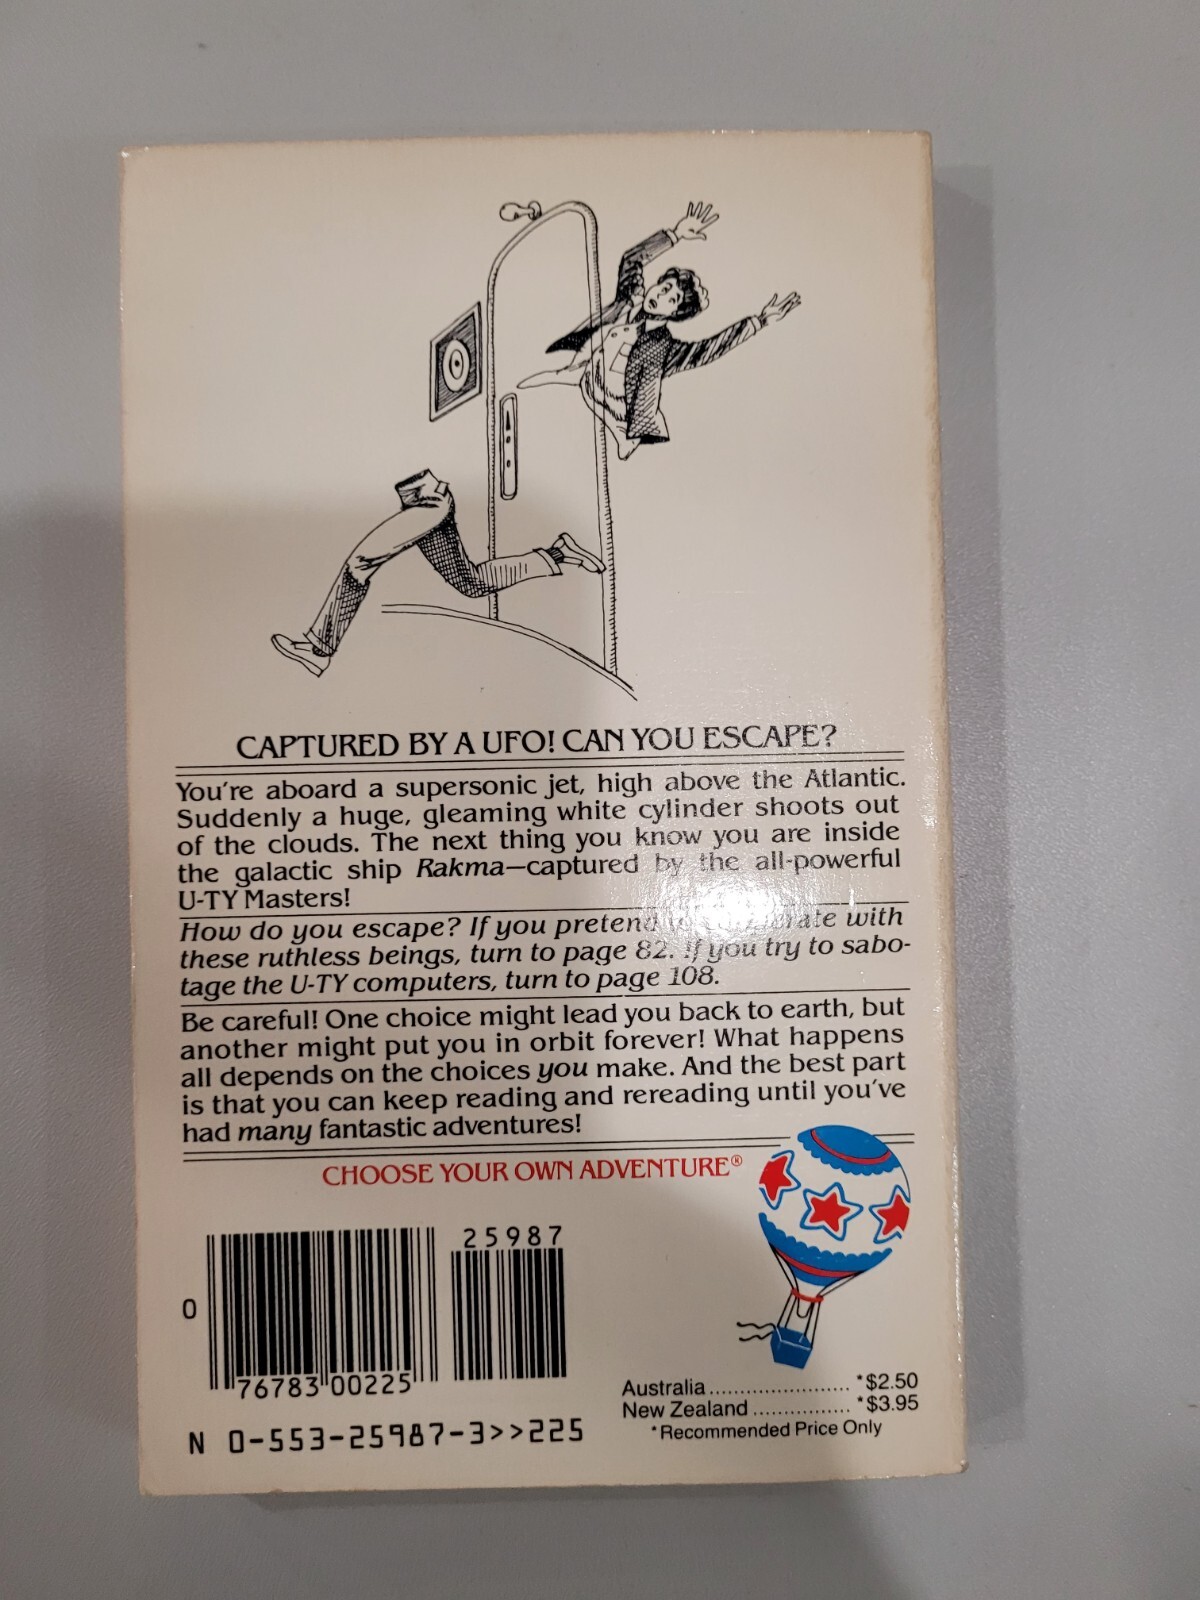 CAPTURED BY A UFO! CAN YOU ESCAPE?
You're aboard a supersonic jet, high above the Atlantic.
Suddenly a huge, gleaming white cylinder shoots out
of the clouds. The next thing you know you are inside
the galactic ship Rakma—captured by the all-powerful
U-TY Masters!
How do you escape? If you pretend with
these ruthless beings, turn to page 82. If you try to sabo-
tage the U-TY computers, turn to page 108.
Be careful! One choice might lead you back to earth, but
another might put you in orbit forever! What happens
all depends on the choices you make. And the best part
is that you can keep reading and rereading until you've
had many fantastic adventures!
CHOOSE YOUR OWN ADVENTURE®
25987
0
76783 00225
N 0-553-25987-3>>225
Australia ........................ *$2.50
New Zealand ................. *$3.95
*Recommended Price Only